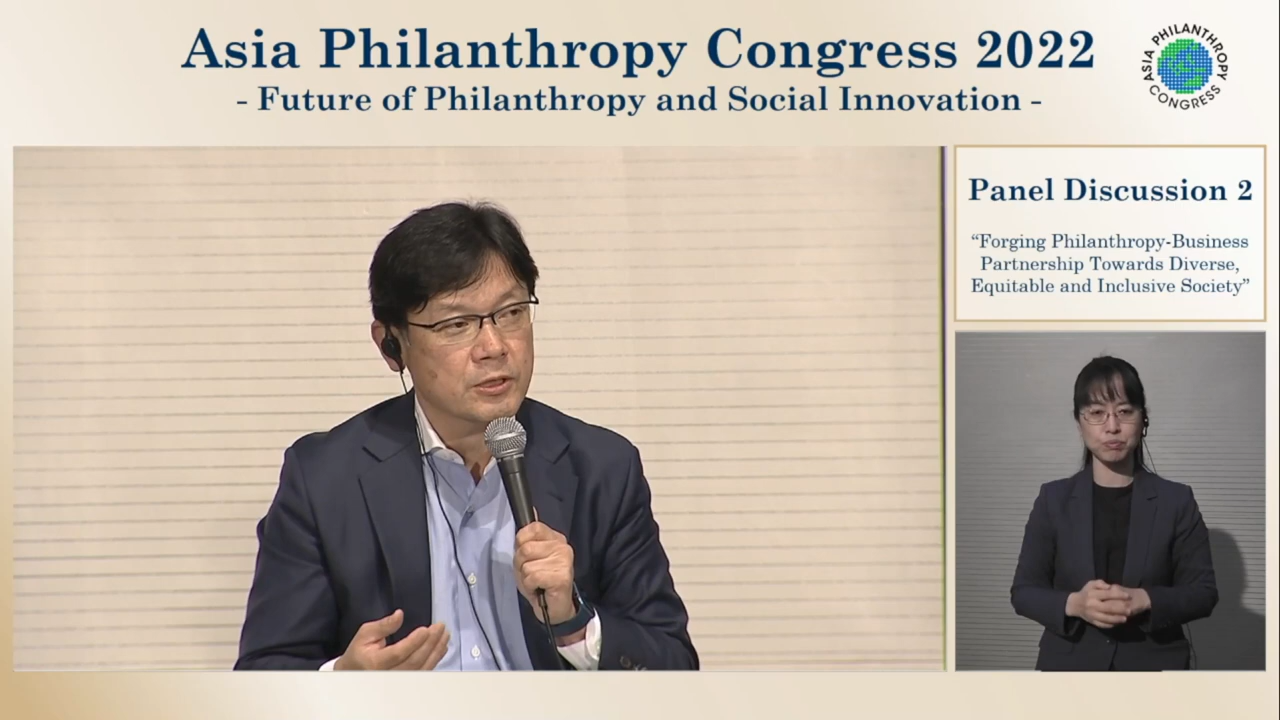 Asia Philanthropy Congress 2022
- Future of Philanthropy and Social Innovation -
ASIA PHILANTHROPY
CONGRESS
Panel Discussion 2
“Forging Philanthropy-Business
Partnership Towards Diverse,
Equitable and Inclusive Society”